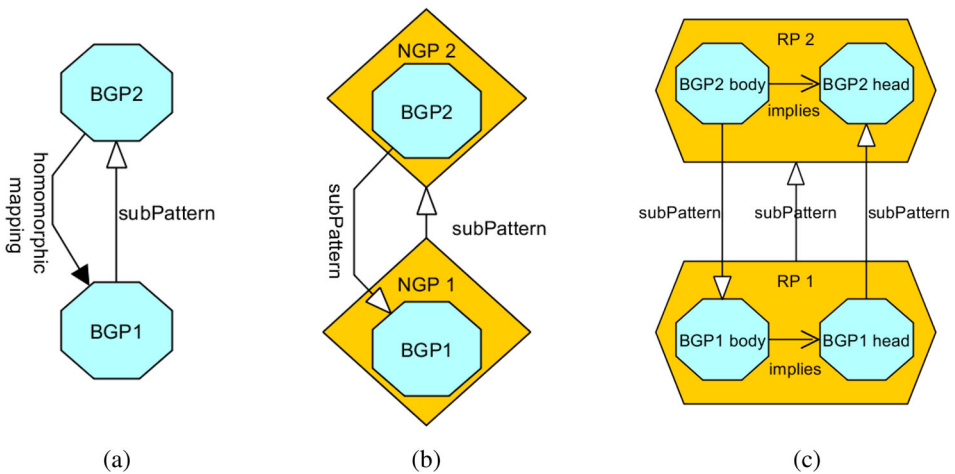 BGP2
homomorphic
mapping
subPattern
BGP1
(a)
NGP 2
BGP2
subPattern
subPattern
NGP 1
BGP1
(b)
RP 2
BGP2 body
implies
BGP2 head
subPattern
subPattern
subPattern
RP 1
BGP1 body
implies
BGP1 head
(c)